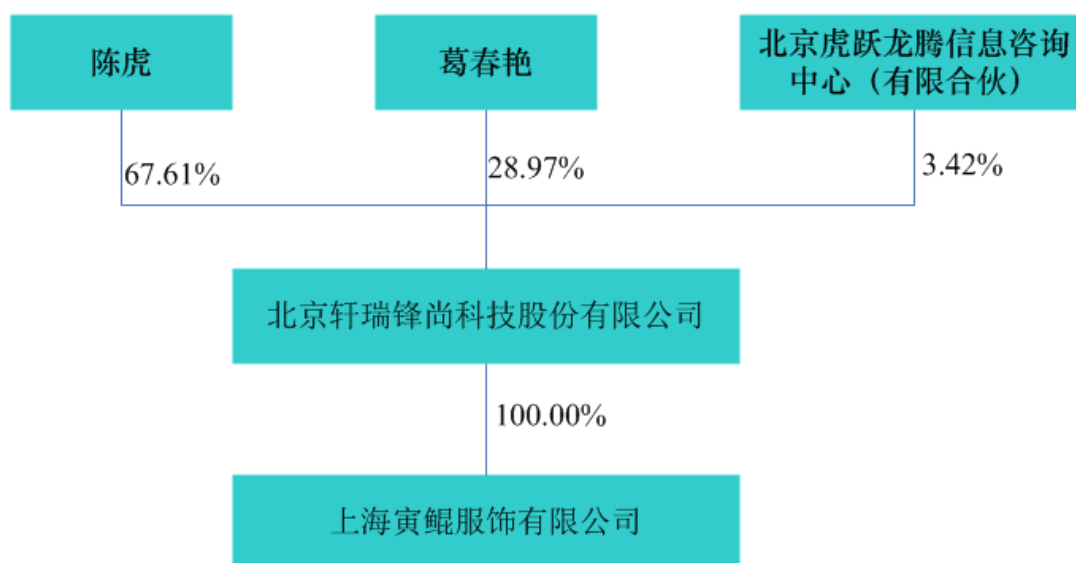 陈虎
葛春艳
北京虎跃龙腾信息咨询
中心（有限合伙）
67.61%
28.97%
3.42%
北京轩瑞锋尚科技股份有限公司
100.00%
上海寅鲲服饰有限公司